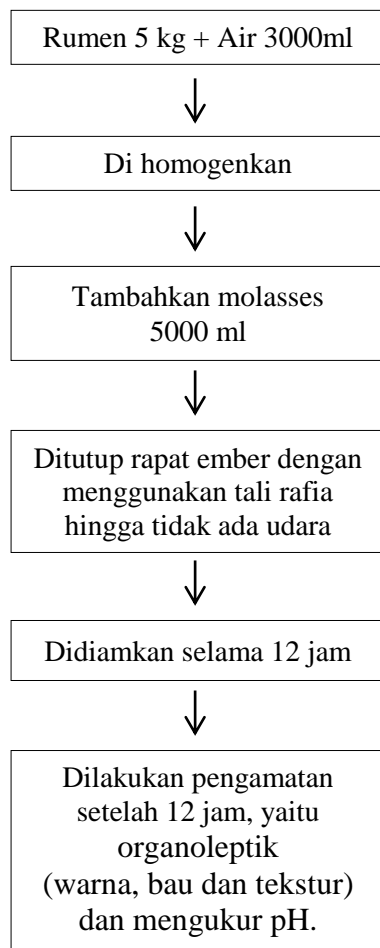 Rumen 5 kg + Air 3000ml
Di homogenkan
Tambahkan molasses
5000 ml
Ditutup rapat ember dengan
menggunakan tali rafia
hingga tidak ada udara
Didiamkan selama 12 jam
Dilakukan pengamatan
setelah 12 jam, yaitu
organoleptik
(warna, bau dan tekstur)
dan mengukur pH.